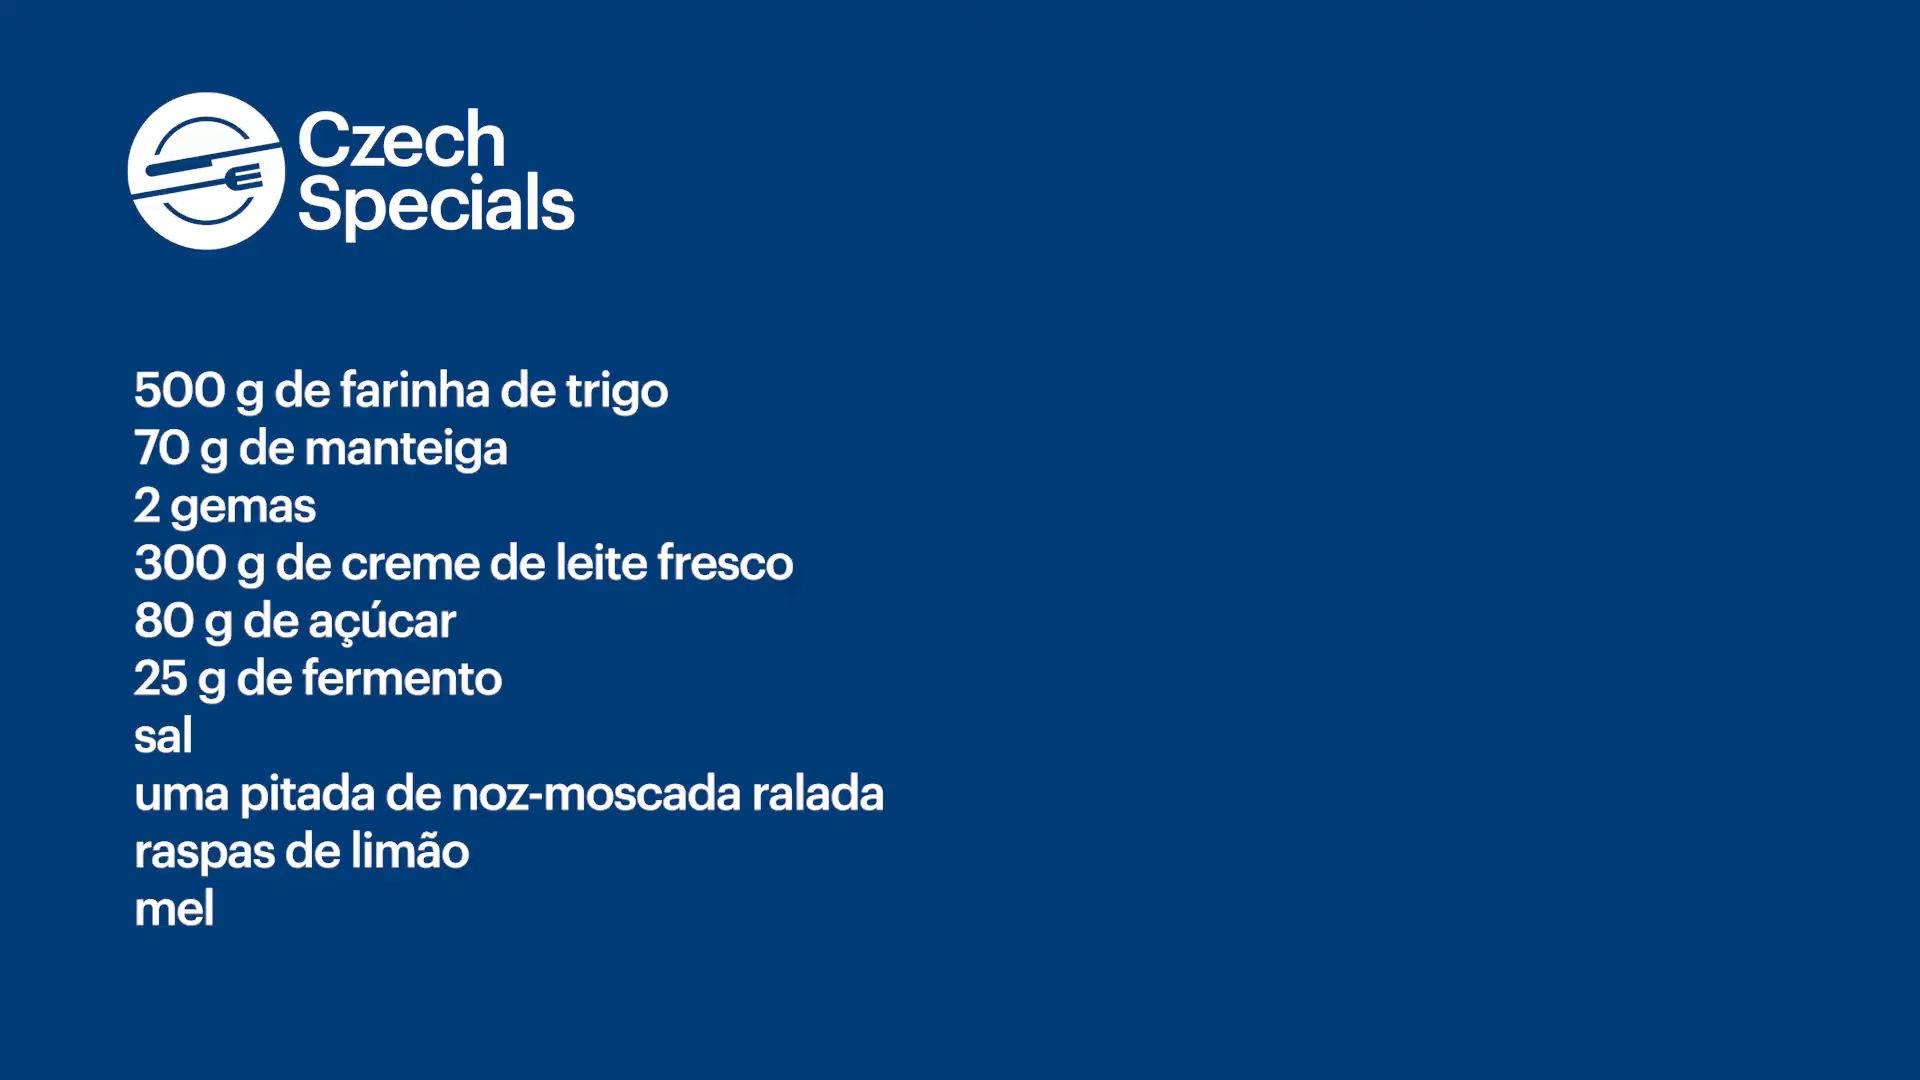 Czech
Specials
500 g de farinha de trigo
70 g de manteiga
2 gemas
300 g de creme de leite fresco
80 g de açúcar
25 g de fermento
sal
uma pitada de noz-moscada ralada
raspas de limão
mel